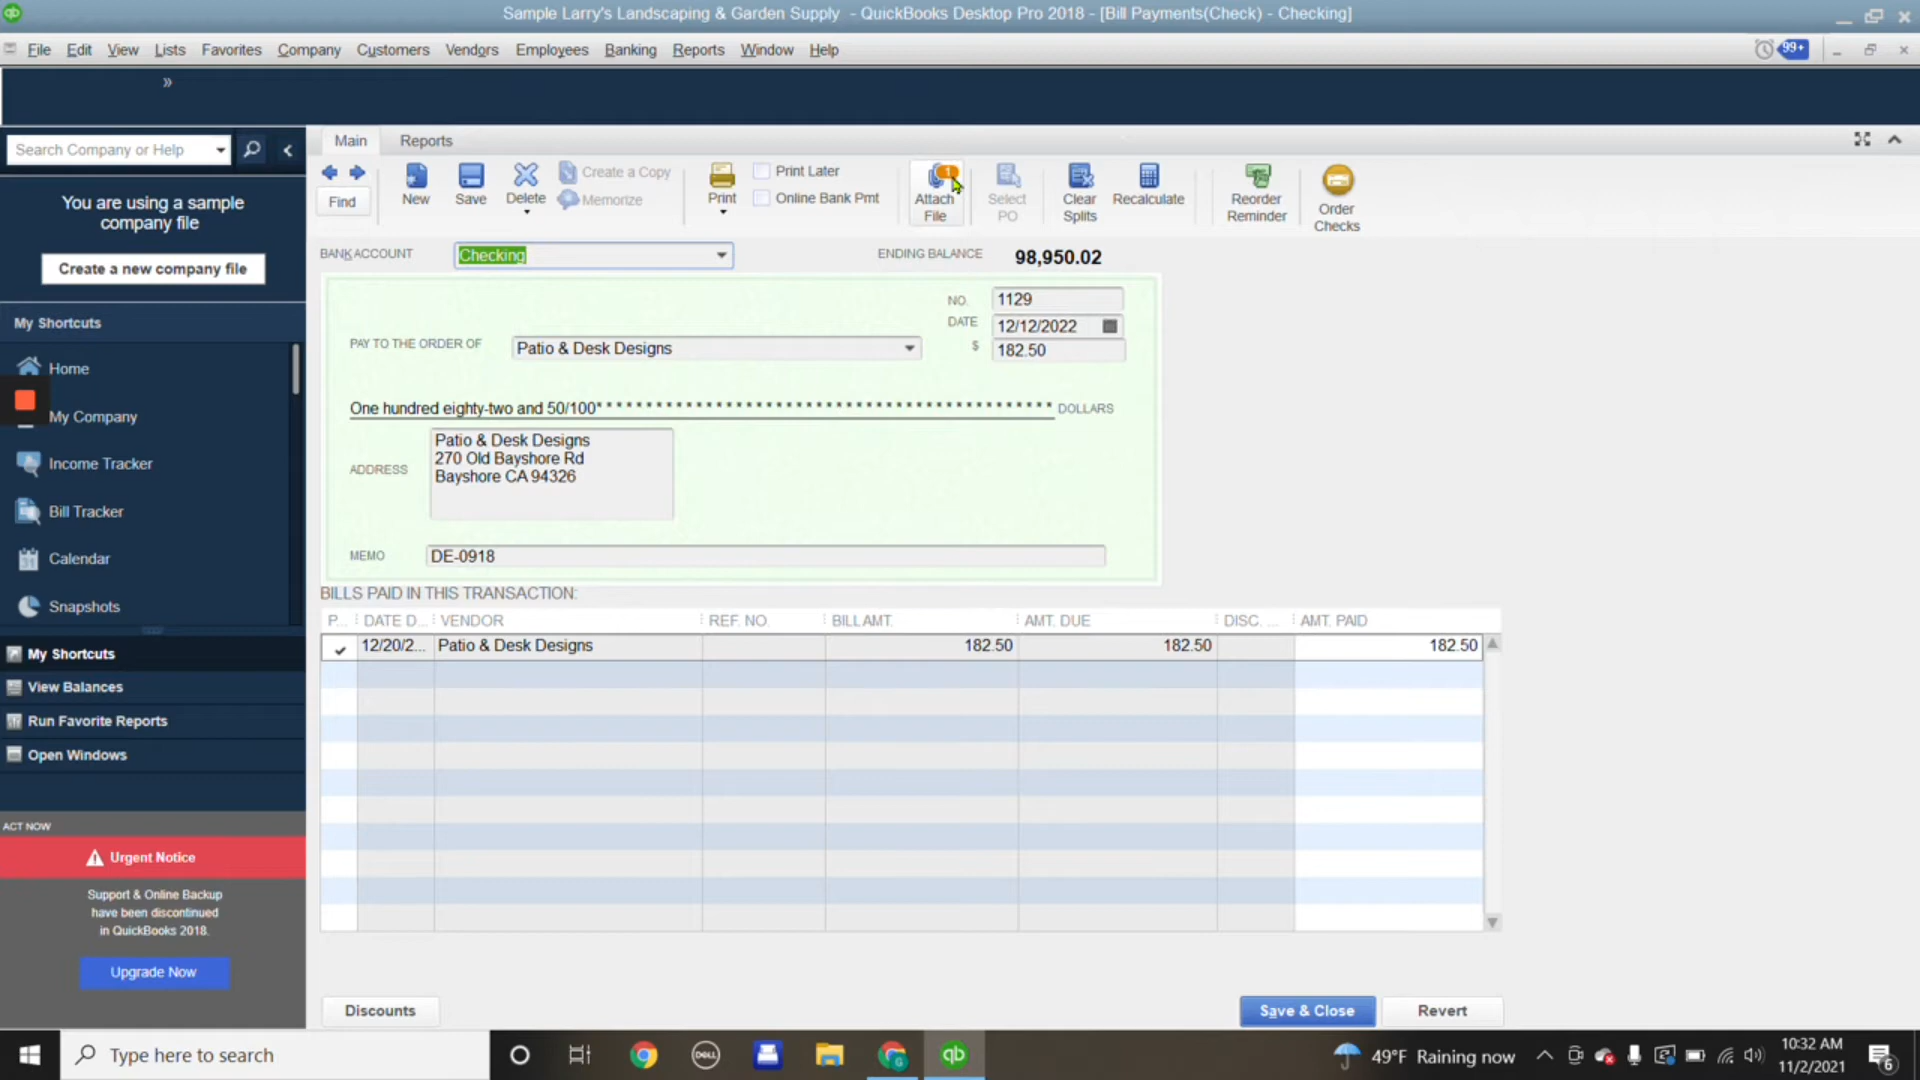 Sample Larry's Landscaping & Garden Supply - QuickBooks Desktop Pro 2018 - [Bill Payments(Check) - Checking]
File Edit View Lists Favorites Company Customers Vendors Employees Banking Reports Window Help
99+
»
Search Company or Help
Main Reports
You are using a sample
company file
Create a new company file
Find
New
Save
Delete
Create a Copy
Memorize
Print
Print Later
Online Bank Pmt
1
Attach
File
Select
PO
Clear
Splits
Recalculate
Reorder
Reminder
Order
Checks
BANK ACCOUNT Checking ENDING BALANCE 98,950.02
NO. 1129
DATE 12/12/2022
PAY TO THE ORDER OF Patio & Desk Designs $ 182.50
One hundred eighty-two and 50/100* * * * * * * * * * * * * * * * * * * * * * * * * * * * * * * * * * * * * * * * * * * * * * DOLLARS
ADDRESS
Patio & Desk Designs
270 Old Bayshore Rd
Bayshore CA 94326
MEMO DE-0918
BILLS PAID IN THIS TRANSACTION:
P... DATE D... VENDOR REF. NO. BILL AMT. AMT. DUE DISC. ... AMT. PAID
12/20/2... Patio & Desk Designs 182.50 182.50 182.50
Discounts Save & Close Revert
My Shortcuts
Home
My Company
Income Tracker
Bill Tracker
Calendar
Snapshots
My Shortcuts
View Balances
Run Favorite Reports
Open Windows
ACT NOW
Urgent Notice
Support & Online Backup
have been discontinued
in QuickBooks 2018.
Upgrade Now
Type here to search
DELL
qb
49°F Raining now
10:32 AM
11/2/2021
6